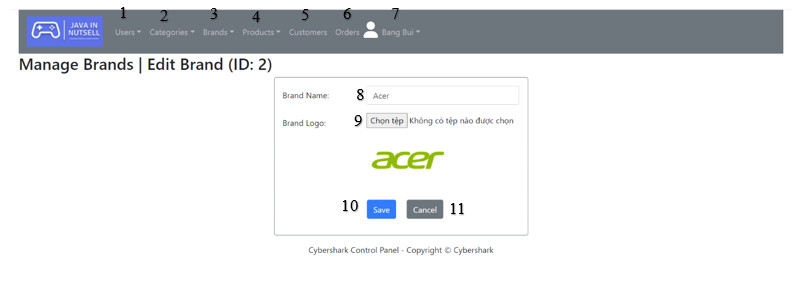 1 2 3 4 5 6 7
JAVA IN
NUTSELL
Users Categories Brands Products Customers Orders Bang Bui
Manage Brands | Edit Brand (ID: 2)
Brand Name: 8 Acer
Brand Logo: 9 Chọn tệp Không có tệp nào được chọn
acer
10 Save Cancel 11
Cybershark Control Panel - Copyright © Cybershark